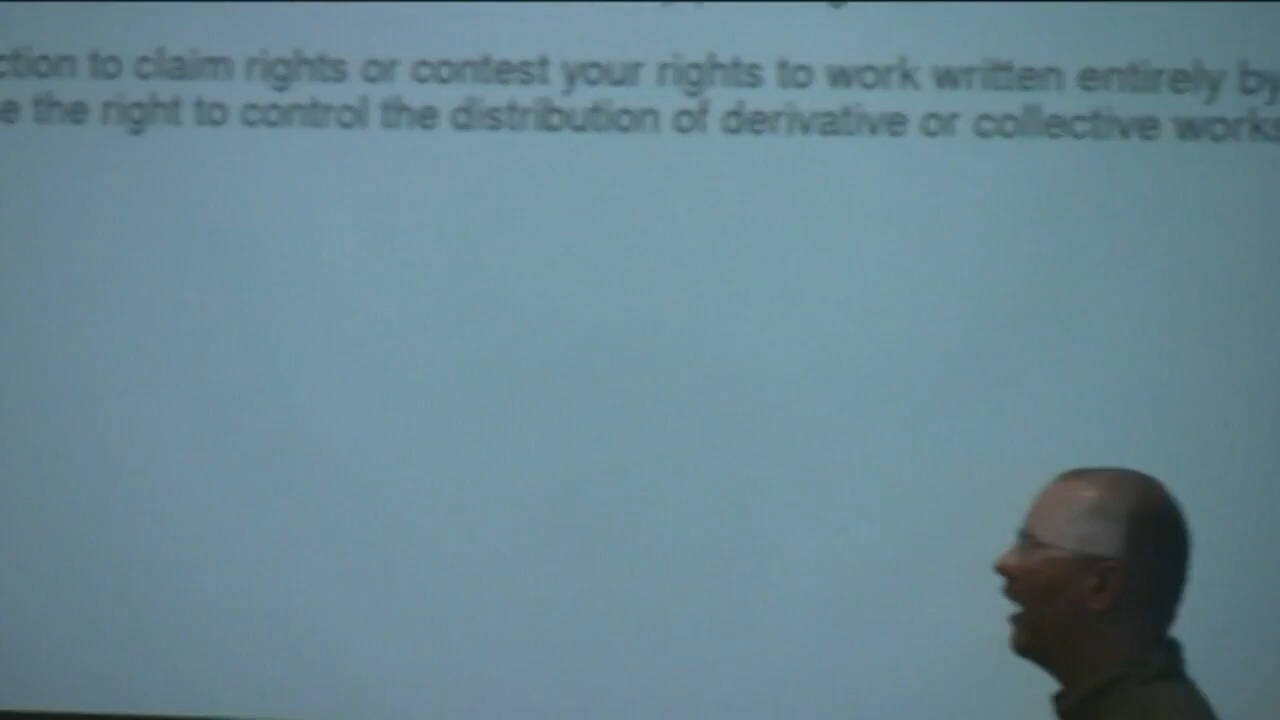 ction to claim rights or contest your rights to work written entirely by
e the right to control the distribution of derivative or collective works